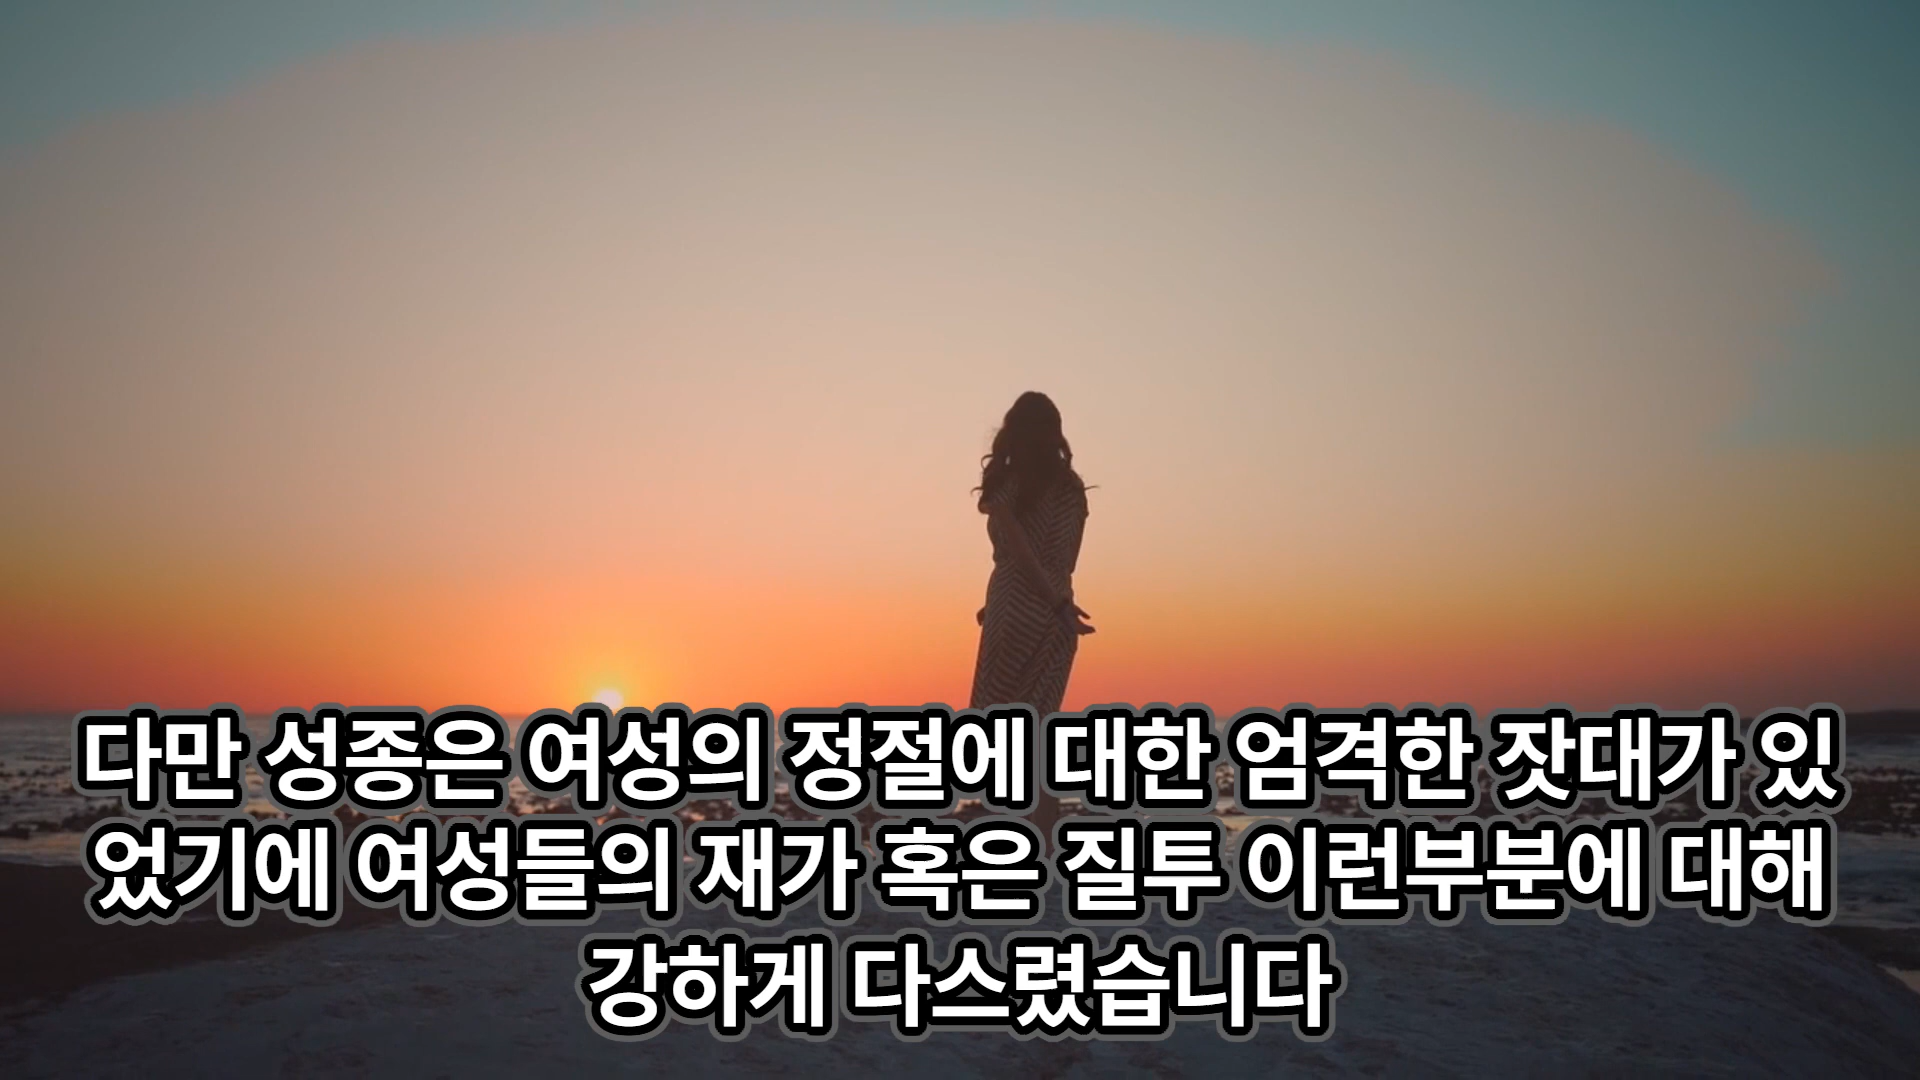 다만 성종은 여성의 정절에 대한 엄격한 잣대가 있
었기에 여성들의 재가 혹은 질투 이런부분에 대해
강하게 다스렸습니다